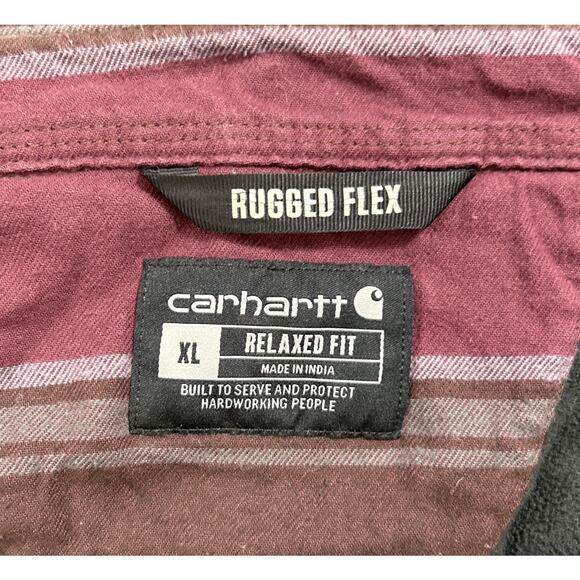 RUGGED FLEX
carhartt
XL
RELAXED FIT
MADE IN INDIA
BUILT TO SERVE AND PROTECT
HARDWORKING PEOPLE